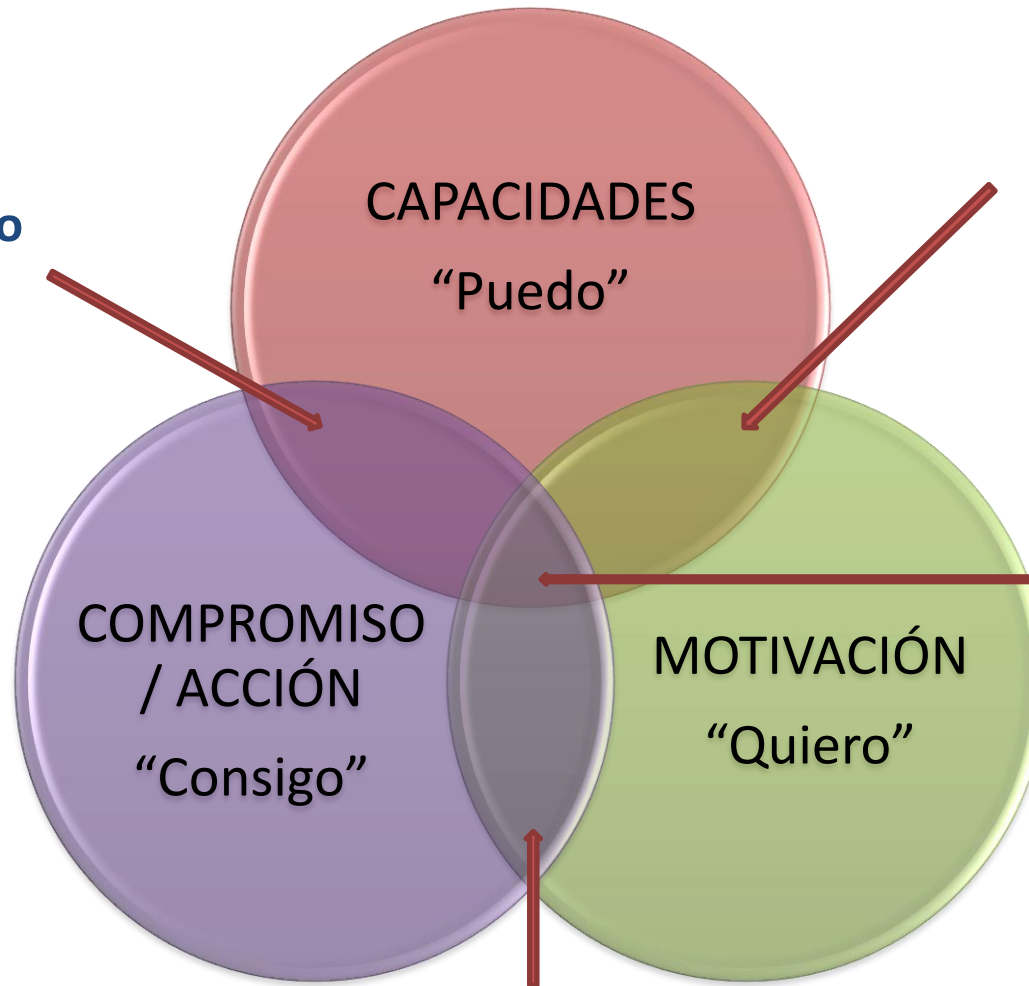 CAPACIDADES
“Puedo”
o
COMPROMISO
/ ACCIÓN
“Consigo”
MOTIVACIÓN
“Quiero”